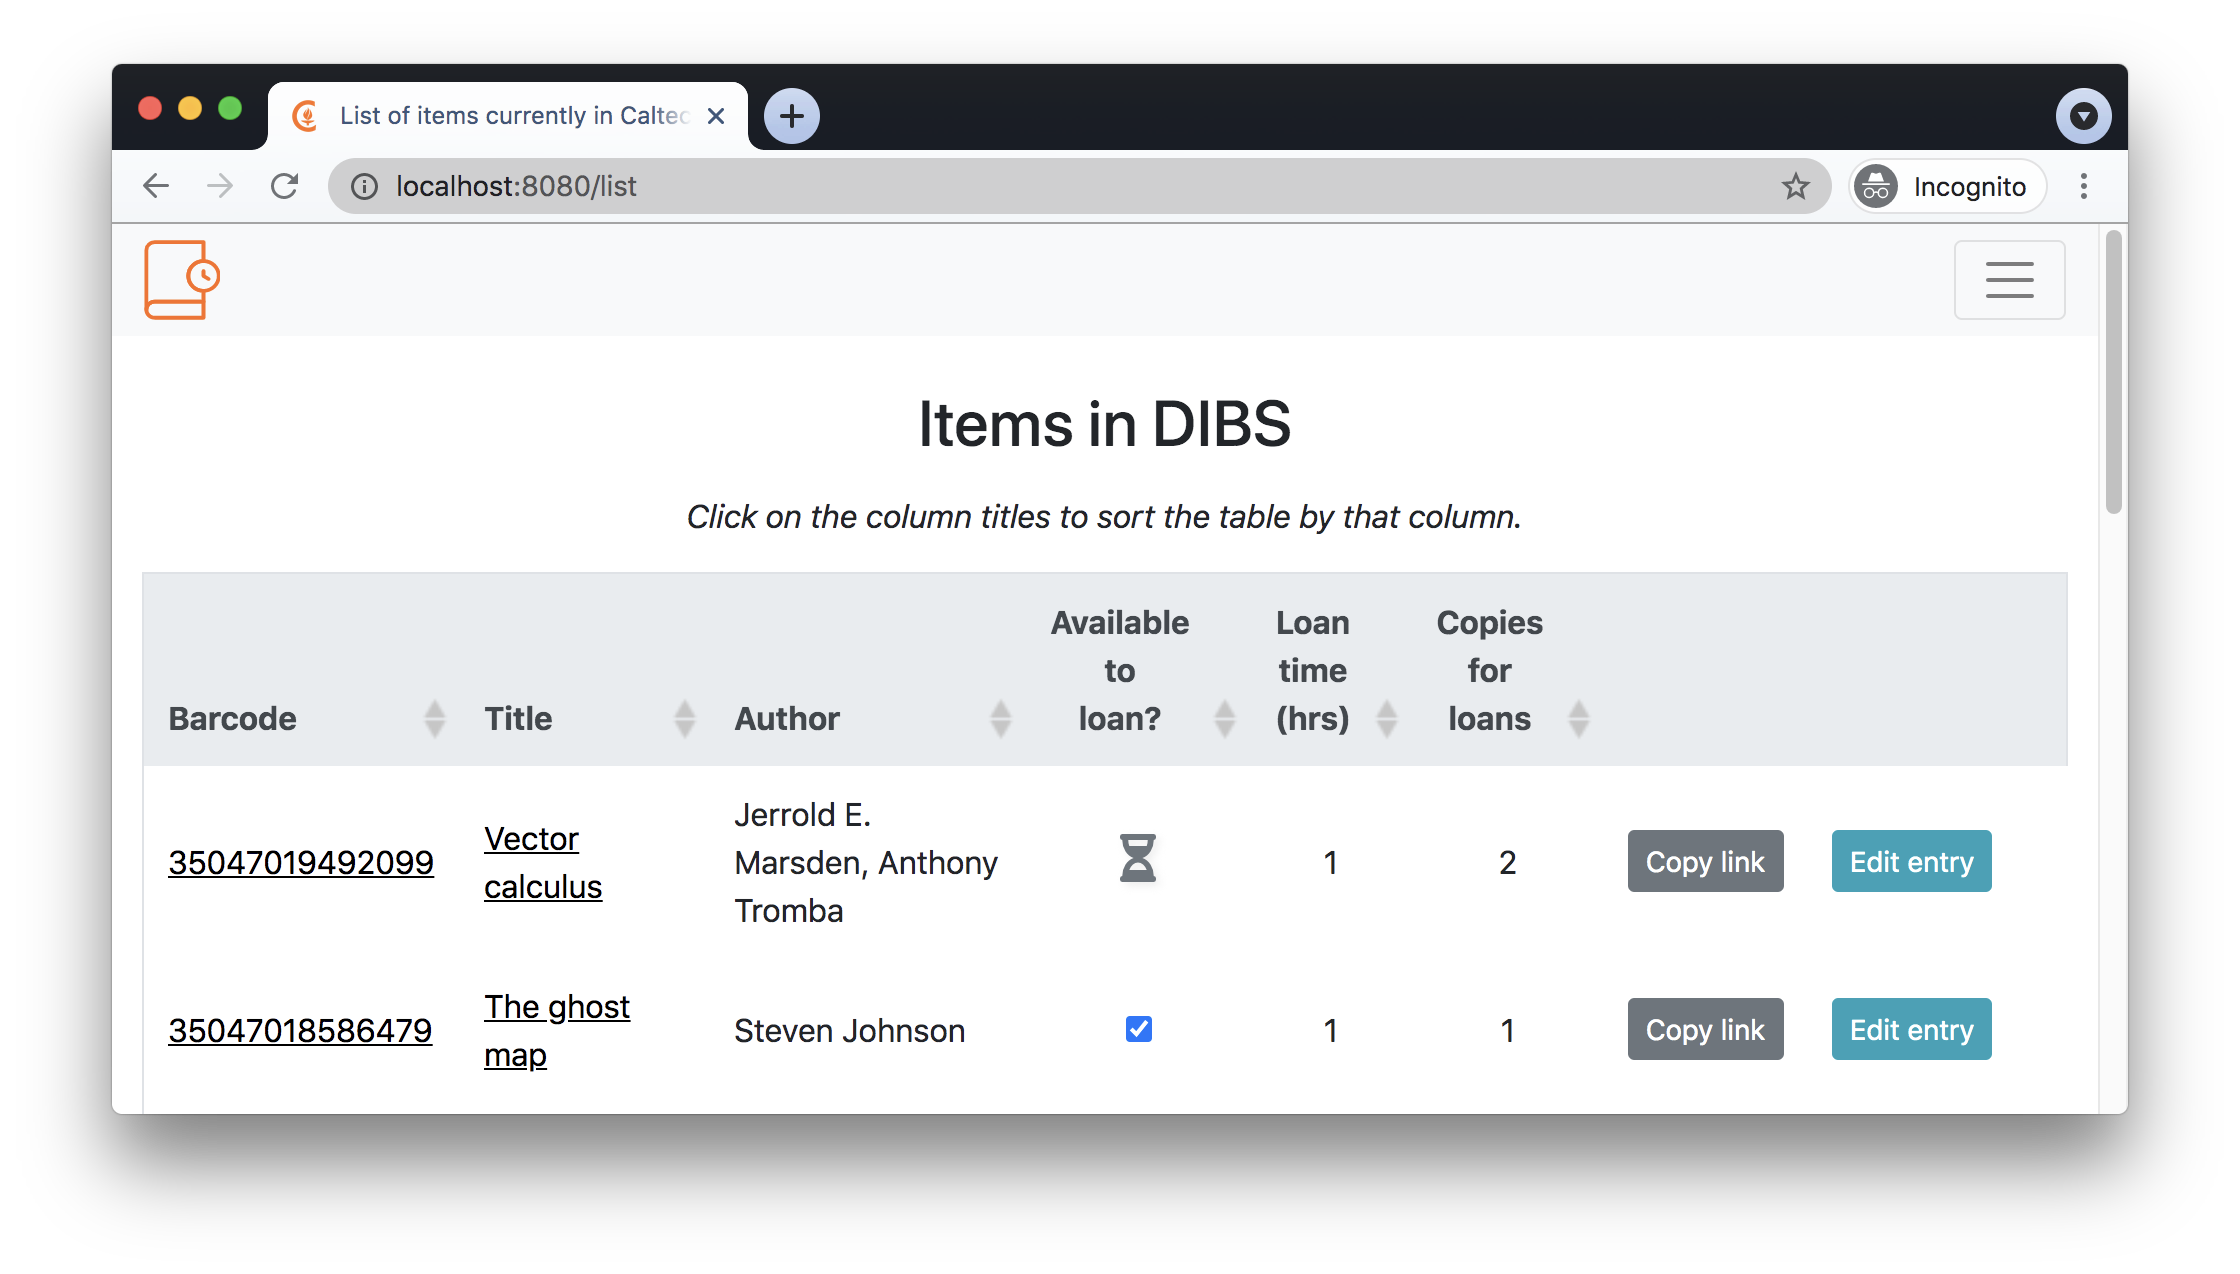 List of items currently in Caltec
localhost:8080/list
Incognito
Items in DIBS
Click on the column titles to sort the table by that column.
Barcode
Title
Author
Available
to
loan?
Loan
time
(hrs)
Copies
for
loans
35047019492099
Vector
calculus
Jerrold E.
Marsden, Anthony
Tromba
1
2
Copy link
Edit entry
35047018586479
The ghost
map
Steven Johnson
1
1
Copy link
Edit entry